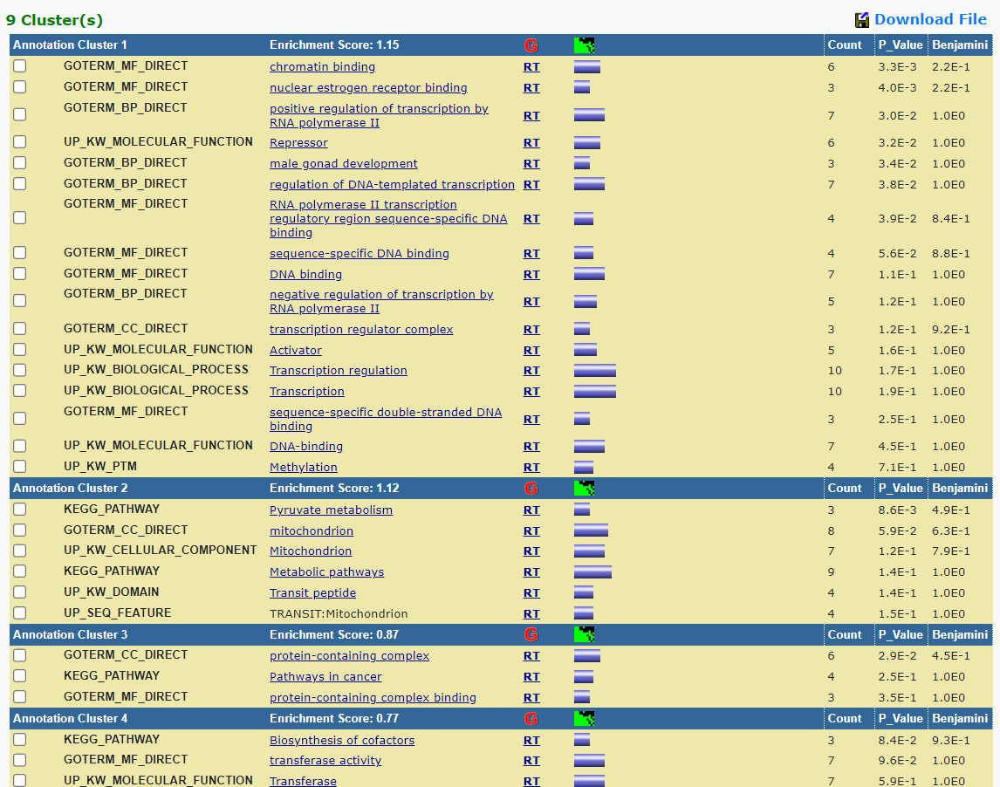 9 Cluster(s)
Download File
Annotation Cluster 1 Enrichment Score: 1.15 G Count P_Value Benjamini
GOTERM_MF_DIRECT chromatin binding RT 6 3.3E-3 2.2E-1
GOTERM_MF_DIRECT nuclear estrogen receptor binding RT 3 4.0E-3 2.2E-1
GOTERM_BP_DIRECT positive regulation of transcription by
RNA polymerase II RT 7 3.0E-2 1.0E0
UP_KW_MOLECULAR_FUNCTION Repressor RT 6 3.2E-2 1.0E0
GOTERM_BP_DIRECT male gonad development RT 3 3.4E-2 1.0E0
GOTERM_BP_DIRECT regulation of DNA-templated transcription RT 7 3.8E-2 1.0E0
GOTERM_MF_DIRECT RNA polymerase II transcription
regulatory region sequence-specific DNA RT 4 3.9E-2 8.4E-1
binding
GOTERM_MF_DIRECT sequence-specific DNA binding RT 4 5.6E-2 8.8E-1
GOTERM_MF_DIRECT DNA binding RT 7 1.1E-1 1.0E0
GOTERM_BP_DIRECT negative regulation of transcription by
RNA polymerase II RT 5 1.2E-1 1.0E0
GOTERM_CC_DIRECT transcription regulator complex RT 3 1.2E-1 9.2E-1
UP_KW_MOLECULAR_FUNCTION Activator RT 5 1.6E-1 1.0E0
UP_KW_BIOLOGICAL_PROCESS Transcription regulation RT 10 1.7E-1 1.0E0
UP_KW_BIOLOGICAL_PROCESS Transcription RT 10 1.9E-1 1.0E0
GOTERM_MF_DIRECT sequence-specific double-stranded DNA
binding RT 3 2.5E-1 1.0E0
UP_KW_MOLECULAR_FUNCTION DNA-binding RT 7 4.5E-1 1.0E0
UP_KW_PTM Methylation RT 4 7.1E-1 1.0E0
Annotation Cluster 2 Enrichment Score: 1.12 G Count P_Value Benjamini
KEGG_PATHWAY Pyruvate metabolism RT 3 8.6E-3 4.9E-1
GOTERM_CC_DIRECT mitochondrion RT 8 5.9E-2 6.3E-1
UP_KW_CELLULAR_COMPONENT Mitochondrion RT 7 1.2E-1 7.9E-1
KEGG_PATHWAY Metabolic pathways RT 9 1.4E-1 1.0E0
UP_KW_DOMAIN Transit peptide RT 4 1.4E-1 1.0E0
UP_SEQ_FEATURE TRANSIT:Mitochondrion RT 4 1.5E-1 1.0E0
Annotation Cluster 3 Enrichment Score: 0.87 G Count P_Value Benjamini
GOTERM_CC_DIRECT protein-containing complex RT 6 2.9E-2 4.5E-1
KEGG_PATHWAY Pathways in cancer RT 4 2.5E-1 1.0E0
GOTERM_MF_DIRECT protein-containing complex binding RT 3 3.5E-1 1.0E0
Annotation Cluster 4 Enrichment Score: 0.77 G Count P_Value Benjamini
KEGG_PATHWAY Biosynthesis of cofactors RT 3 8.4E-2 9.3E-1
GOTERM_MF_DIRECT transferase activity RT 7 9.6E-2 1.0E0
UP_KW_MOLECULAR_FUNCTION Transferase RT 7 5.9E-1 1.0E0